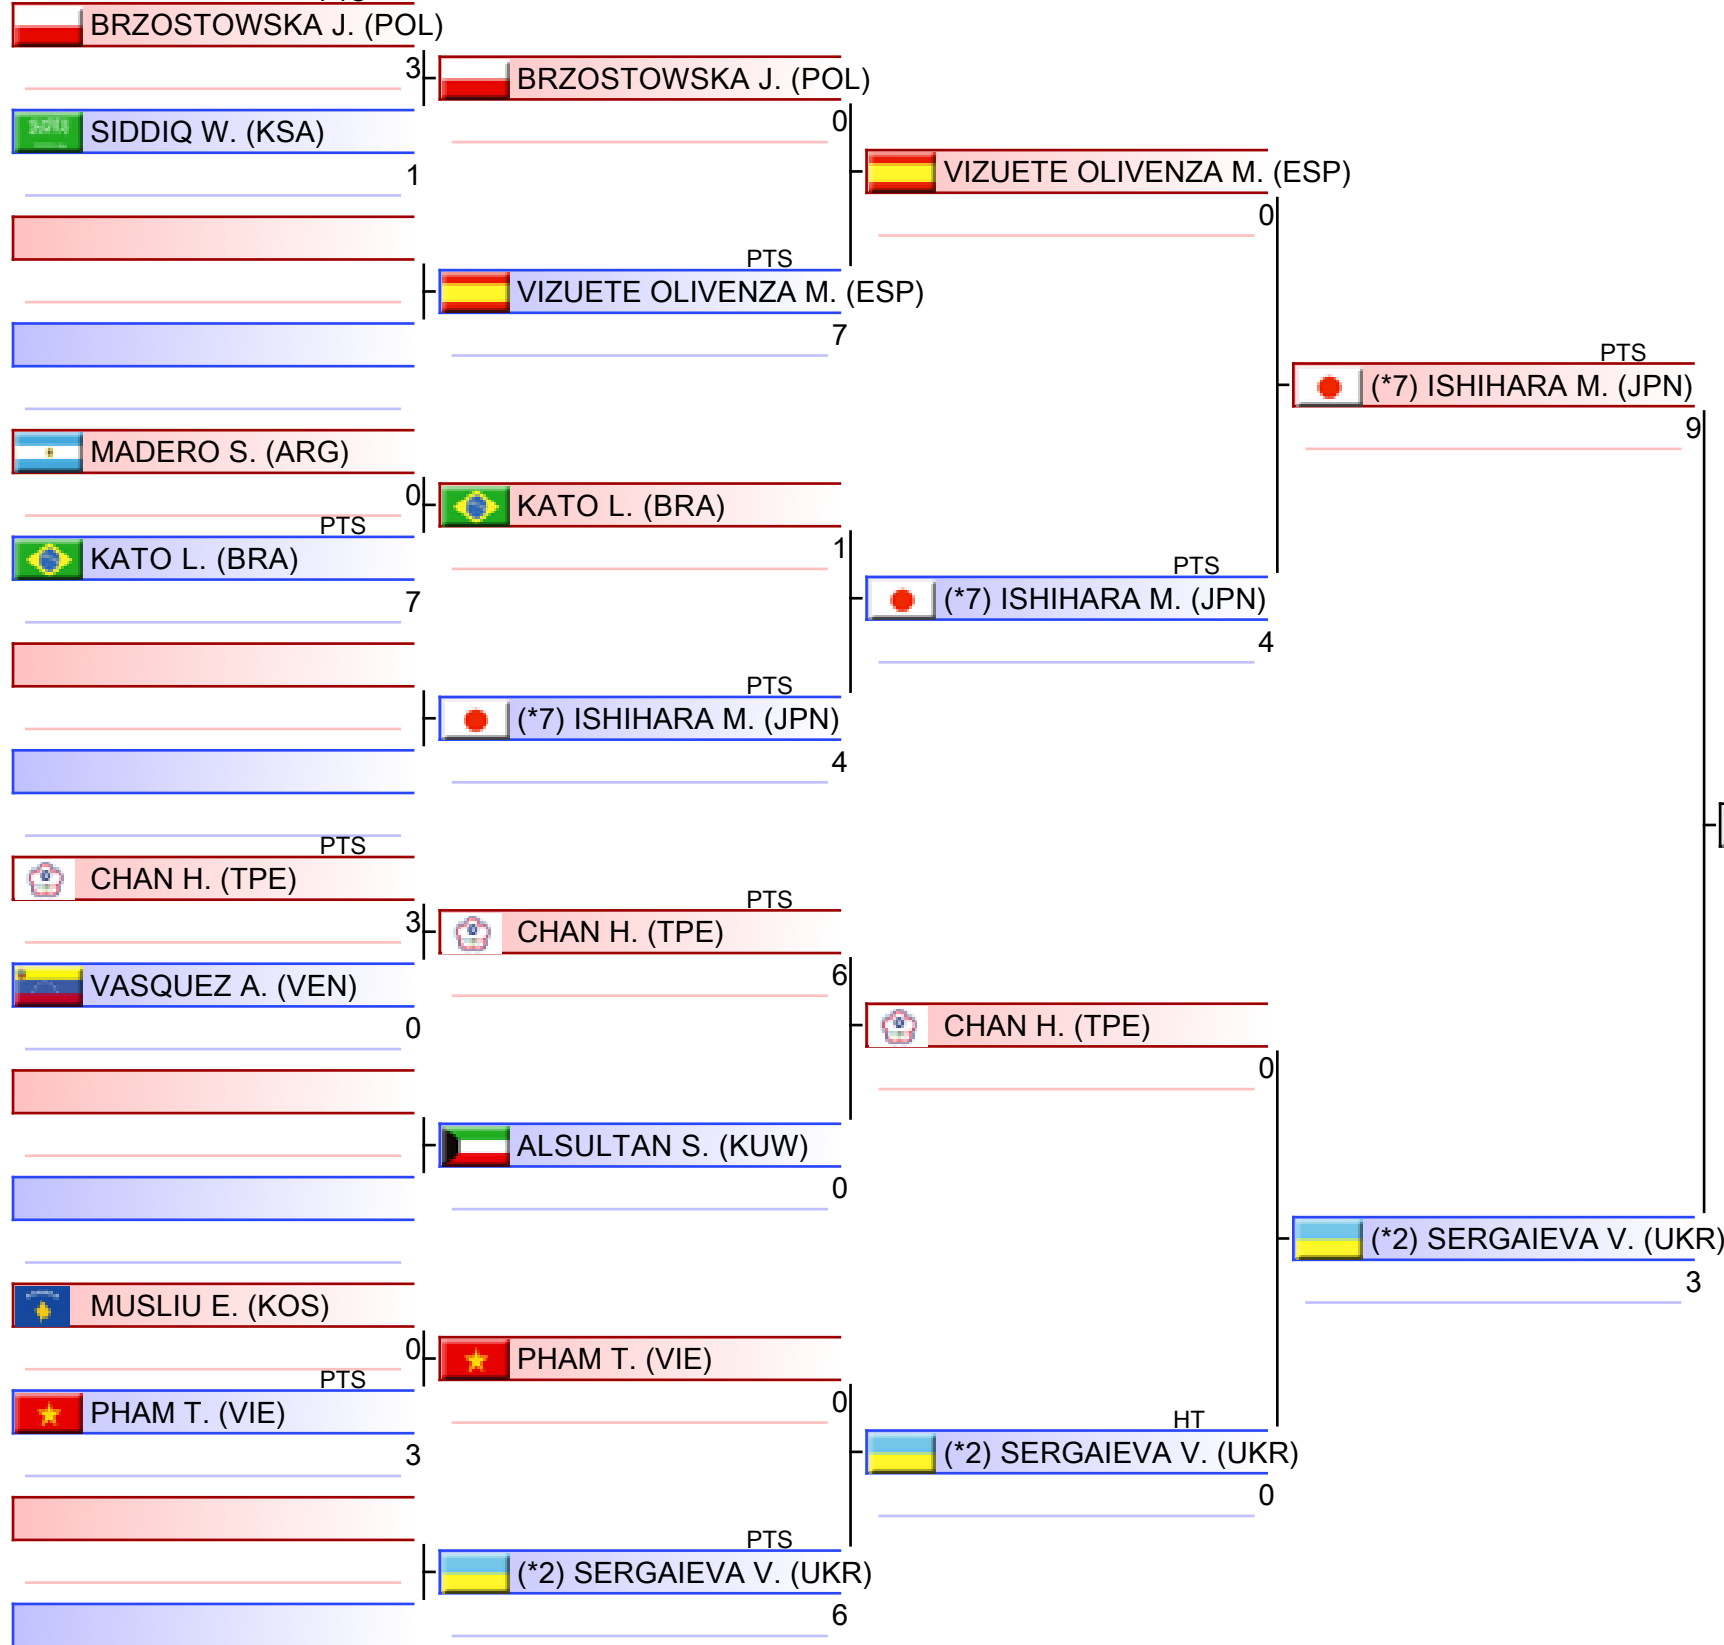 BRZOSTOWSKA J. (POL)
3
SIDDIQ W. (KSA)
1
MADERO S. (ARG)
0
PTS
KATO L. (BRA)
7
PTS
CHAN H. (TPE)
3
VASQUEZ A. (VEN)
0
MUSLIU E. (KOS)
0
PTS
PHAM T. (VIE)
3
BRZOSTOWSKA J. (POL)
0
PTS
VIZUETE OLIVENZA M. (ESP)
7
KATO L. (BRA)
1
PTS
(*7) ISHIHARA M. (JPN)
4
PTS
CHAN H. (TPE)
6
ALSULTAN S. (KUW)
0
PHAM T. (VIE)
0
PTS
(*2) SERGAIEVA V. (UKR)
6
VIZUETE OLIVENZA M. (ESP)
0
PTS
(*7) ISHIHARA M. (JPN)
4
CHAN H. (TPE)
0
HT
(*2) SERGAIEVA V. (UKR)
0
PTS
(*7) ISHIHARA M. (JPN)
9
(*2) SERGAIEVA V. (UKR)
3